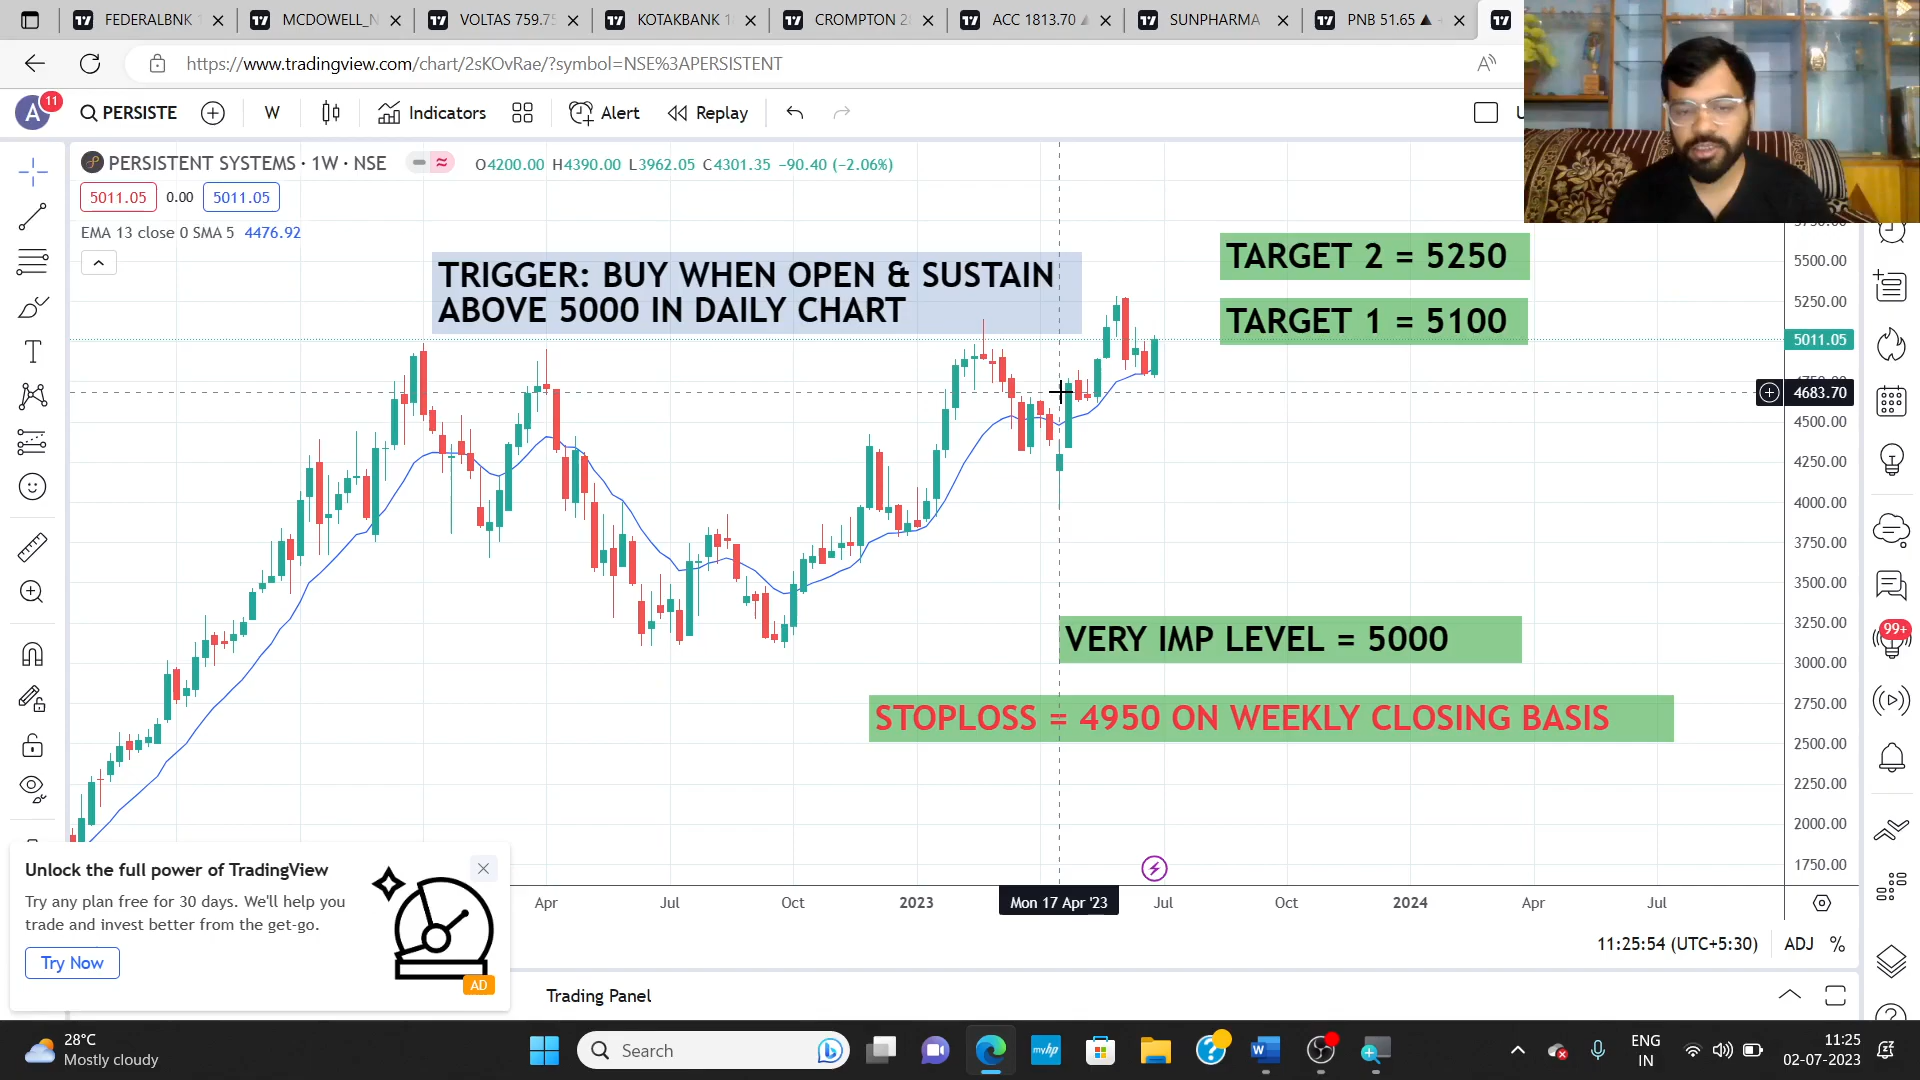 FEDERALBNK 1
MCDOWELL_N
VOLTAS 759.75
KOTAKBANK 1
CROMPTON 2
ACC 1813.70
SUNPHARMA
PNB 51.65 ▲
https://www.tradingview.com/chart/2sKOvRae/?symbol=NSE%3APERSISTENT
A
11
PERSISTE
W
Indicators
Alert
Replay
PERSISTENT SYSTEMS · 1W · NSE
O4200.00 H4390.00 L3962.05 C4301.35 −90.40 (−2.06%)
5011.05
0.00
5011.05
EMA 13 close 0 SMA 5 4476.92
TRIGGER: BUY WHEN OPEN & SUSTAIN
ABOVE 5000 IN DAILY CHART
TARGET 2 = 5250
TARGET 1 = 5100
VERY IMP LEVEL = 5000
STOPLOSS = 4950 ON WEEKLY CLOSING BASIS
5500.00
5250.00
5011.05
4683.70
4500.00
4250.00
4000.00
3750.00
3500.00
3250.00
3000.00
2750.00
2500.00
2250.00
2000.00
1750.00
99+
Apr
Jul
Oct
2023
Mon 17 Apr '23
Jul
Oct
2024
Apr
Jul
Unlock the full power of TradingView
Try any plan free for 30 days. We'll help you
trade and invest better from the get-go.
Try Now
AD
11:25:54 (UTC+5:30)
ADJ
%
Trading Panel
28°C
Mostly cloudy
Search
myhp
ENG
IN
11:25
02-07-2023